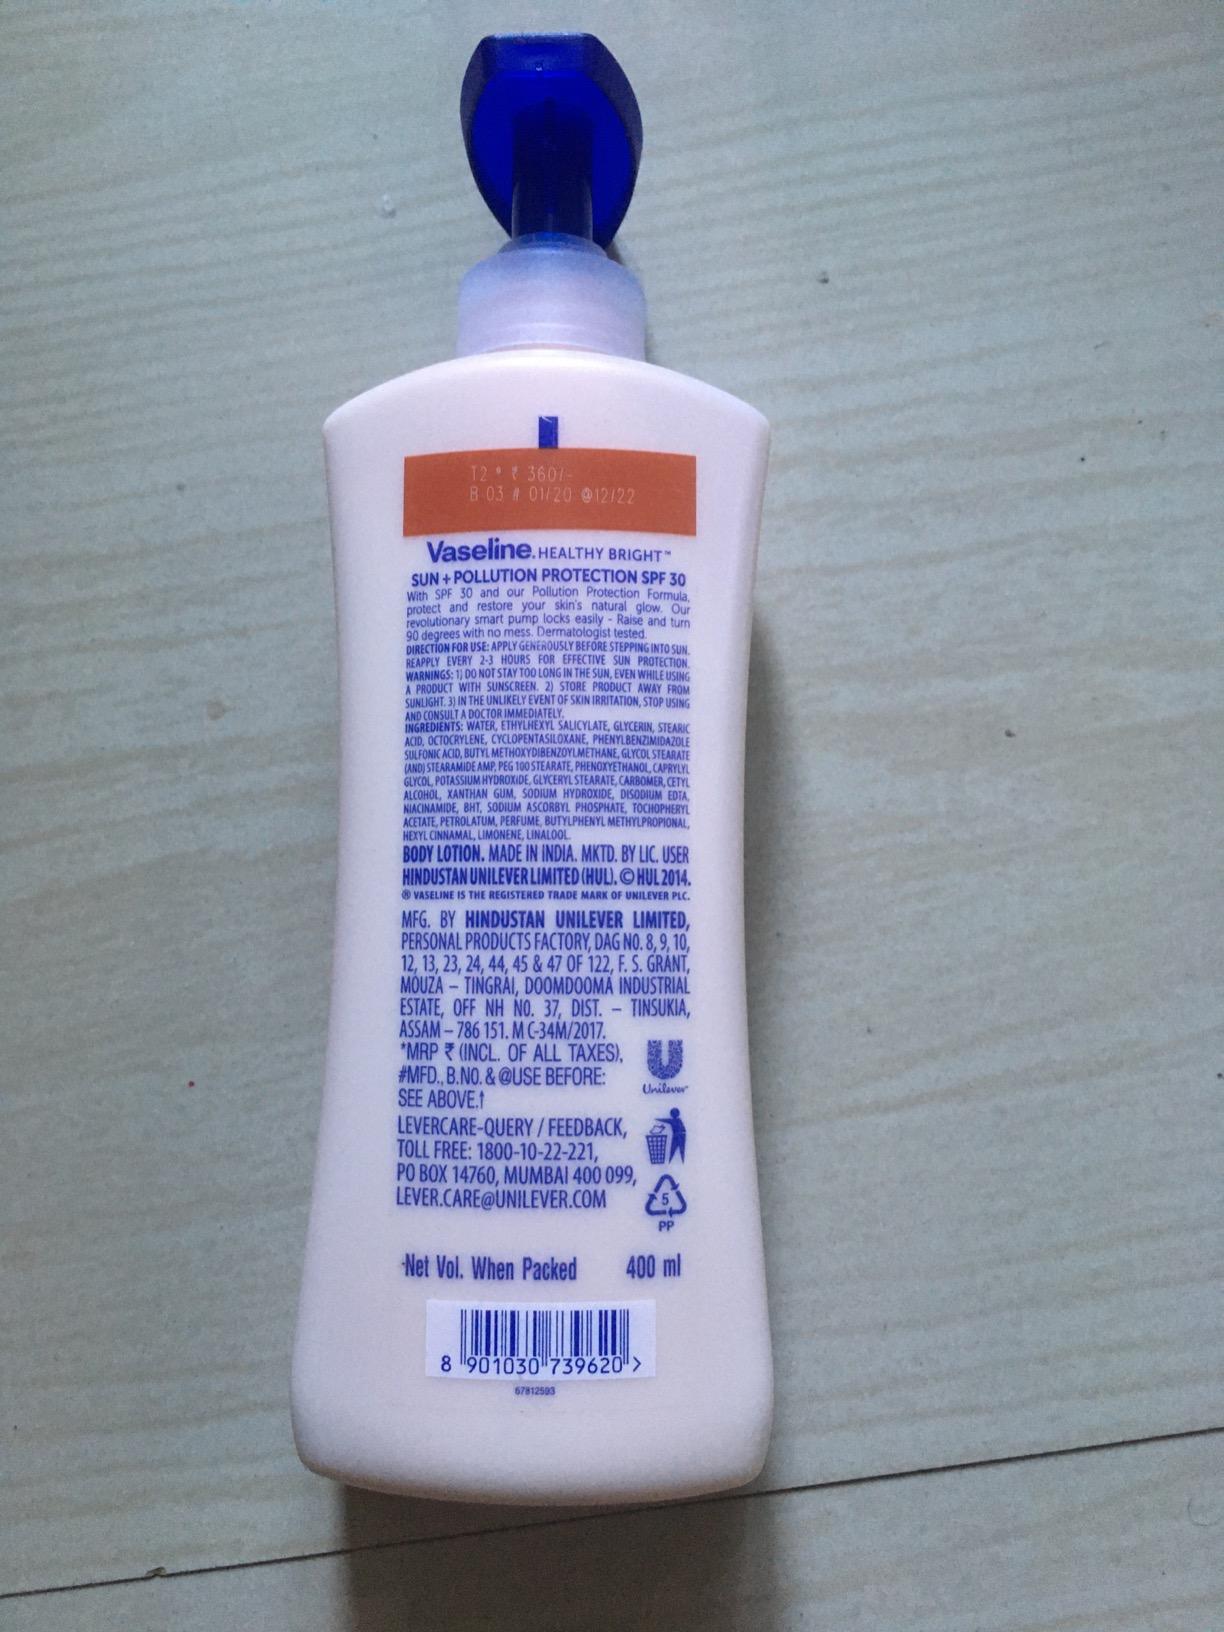 T2 * ₹ 360/-
B 03 # 01/20 @12/22
Vaseline. HEALTHY BRIGHT™
SUN + POLLUTION PROTECTION SPF 30
With SPF 30 and our Pollution Protection Formula,
protect and restore your skin's natural glow. Our
revolutionary smart pump locks easily - Raise and turn
90 degrees with no mess. Dermatologist tested.
DIRECTION FOR USE: APPLY GENEROUSLY BEFORE STEPPING INTO SUN.
REAPPLY EVERY 2-3 HOURS FOR EFFECTIVE SUN PROTECTION.
WARNINGS: 1) DO NOT STAY TOO LONG IN THE SUN, EVEN WHILE USING
A PRODUCT WITH SUNSCREEN. 2) STORE PRODUCT AWAY FROM
SUNLIGHT. 3) IN THE UNLIKELY EVENT OF SKIN IRRITATION, STOP USING
AND CONSULT A DOCTOR IMMEDIATELY.
INGREDIENTS: WATER, ETHYLHEXYL SALICYLATE, GLYCERIN, STEARIC
ACID, OCTOCRYLENE, CYCLOPENTASILOXANE, PHENYLBENZIMIDAZOLE
SULFONIC ACID, BUTYL METHOXYDIBENZOYLMETHANE, GLYCOL STEARATE
(AND) STEARAMIDE AMP, PEG 100 STEARATE, PHENOXYETHANOL, CAPRYLYL
GLYCOL, POTASSIUM HYDROXIDE, GLYCERYL STEARATE, CARBOMER, CETYL
ALCOHOL, XANTHAN GUM, SODIUM HYDROXIDE, DISODIUM EDTA,
NIACINAMIDE, BHT, SODIUM ASCORBYL PHOSPHATE, TOCHOPHERYL
ACETATE, PETROLATUM, PERFUME, BUTYLPHENYL METHYLPROPIONAL,
HEXYL CINNAMAL, LIMONENE, LINALOOL.
BODY LOTION. MADE IN INDIA. MKTD. BY LIC. USER
HINDUSTAN UNILEVER LIMITED (HUL). © HUL 2014.
® VASELINE IS THE REGISTERED TRADE MARK OF UNILEVER PLC.
MFG. BY HINDUSTAN UNILEVER LIMITED,
PERSONAL PRODUCTS FACTORY, DAG NO. 8, 9, 10,
12, 13, 23, 24, 44, 45 & 47 OF 122, F. S. GRANT,
MOUZA – TINGRAI, DOOMDOOMA INDUSTRIAL
ESTATE, OFF NH NO. 37, DIST. – TINSUKIA,
ASSAM – 786 151. M C-34M/2017.
*MRP ₹ (INCL. OF ALL TAXES),
#MFD., B.NO. & @USE BEFORE:
SEE ABOVE.↑
Unilever
LEVERCARE-QUERY / FEEDBACK,
TOLL FREE: 1800-10-22-221,
PO BOX 14760, MUMBAI 400 099,
LEVER.CARE@UNILEVER.COM
5
PP
Net Vol. When Packed 400 ml
8 901030 739620 >
67812593